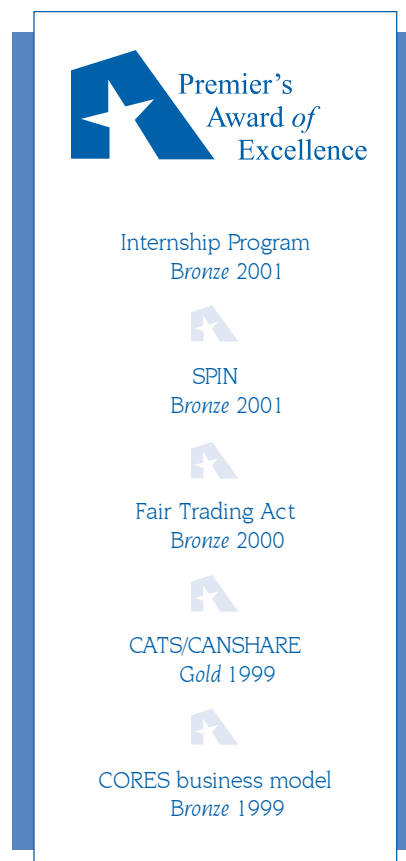 Premier's
Award of
Excellence
Internship Program
Bronze 2001
SPIN
Bronze 2001
Fair Trading Act
Bronze 2000
CATS/CANSHARE
Gold 1999
CORES business model
Bronze 1999